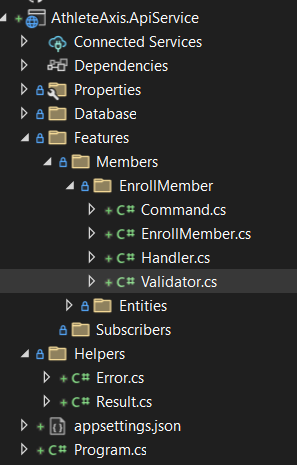 AthleteAxis.ApiService
Connected Services
Dependencies
Properties
Database
Features
Members
EnrollMember
C# Command.cs
C# EnrollMember.cs
C# Handler.cs
C# Validator.cs
Entities
Subscribers
Helpers
C# Error.cs
C# Result.cs
appsettings.json
C# Program.cs